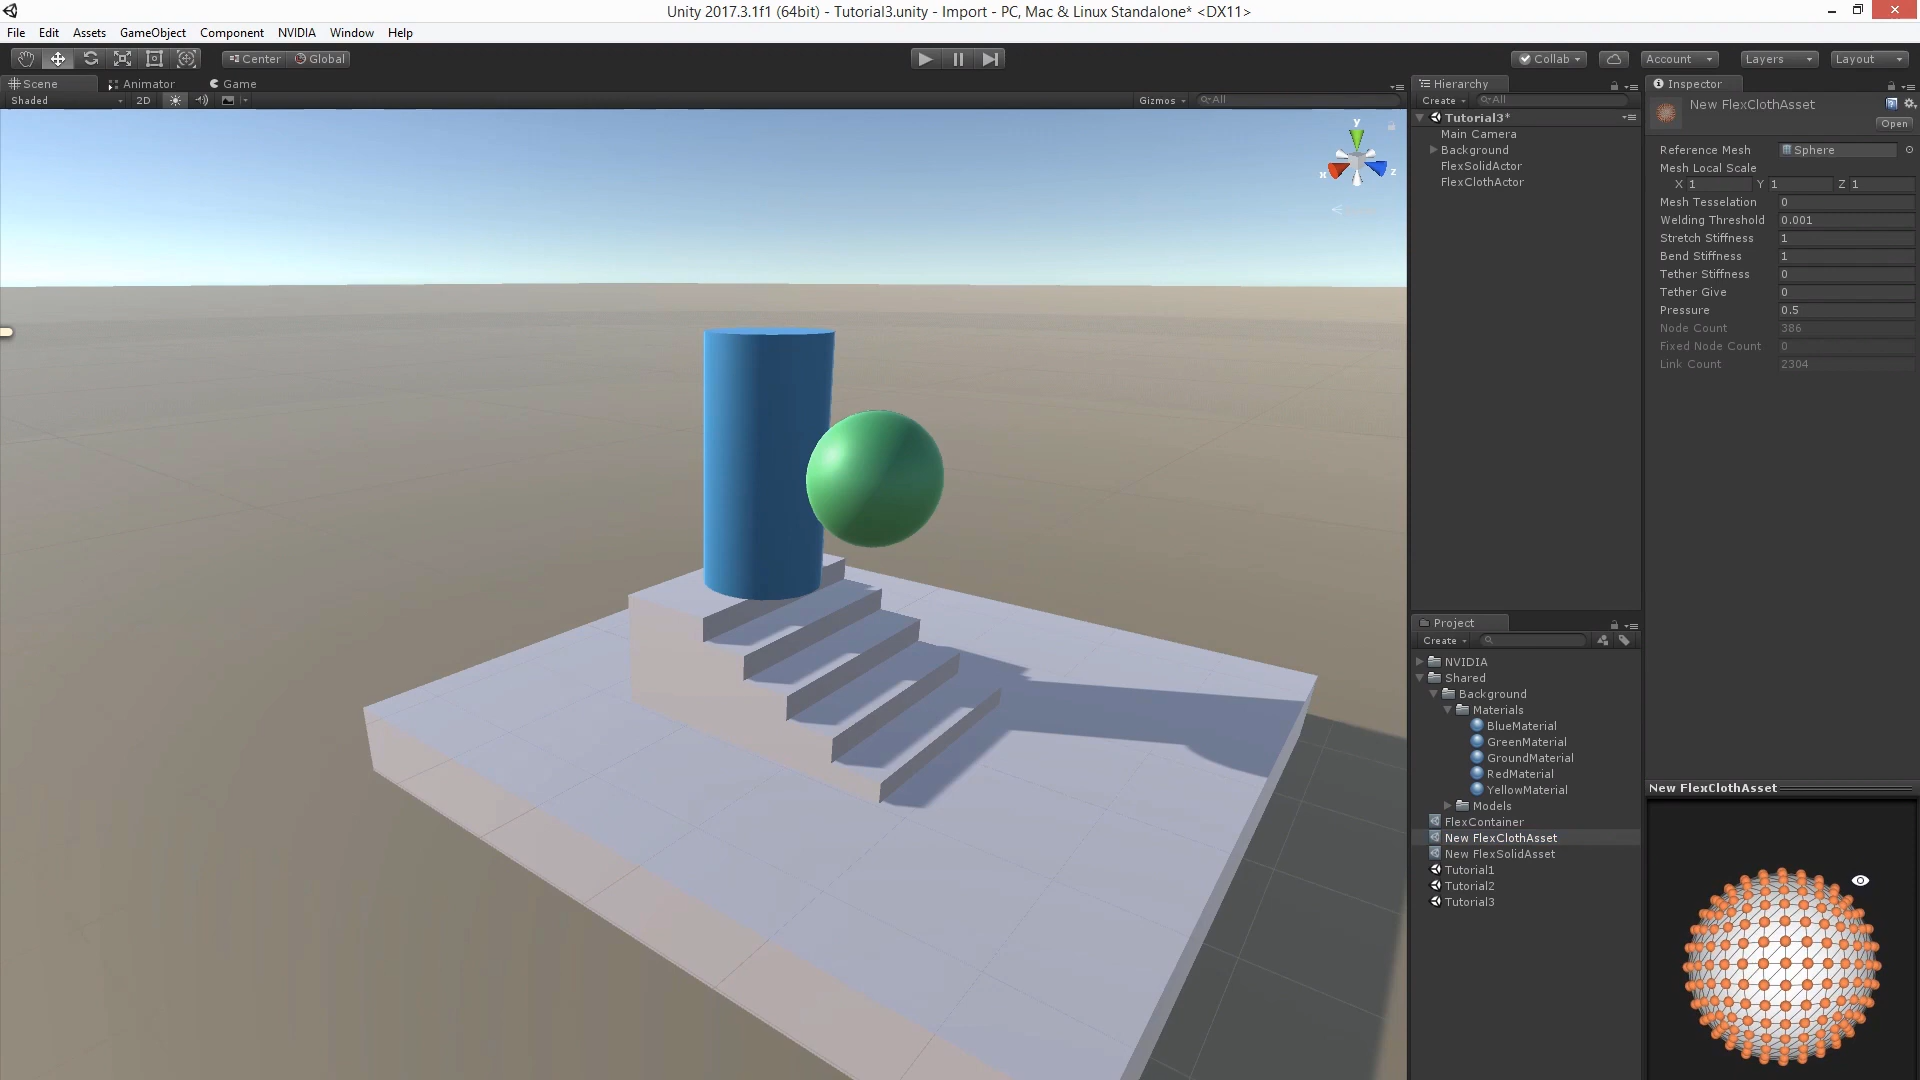 Unity 2017.3.1f1 (64bit) - Tutorial3.unity - Import - PC, Mac & Linux Standalone* <DX11>
File Edit Assets GameObject Component NVIDIA Window Help
Center Global Collab Account Layers Layout
Scene Animator Game
Shaded 2D Gizmos All
y
x z
Hierarchy
Create All
Tutorial3*
Main Camera
Background
FlexSolidActor
FlexClothActor
Project
Create
NVIDIA
Shared
Background
Materials
BlueMaterial
GreenMaterial
GroundMaterial
RedMaterial
YellowMaterial
Models
FlexContainer
New FlexClothAsset
New FlexSolidAsset
Tutorial1
Tutorial2
Tutorial3
Inspector
New FlexClothAsset
Open
Reference Mesh Sphere
Mesh Local Scale
X 1 Y 1 Z 1
Mesh Tesselation 0
Welding Threshold 0.001
Stretch Stiffness 1
Bend Stiffness 1
Tether Stiffness 0
Tether Give 0
Pressure 0.5
Node Count 386
Fixed Node Count 0
Link Count 2304
New FlexClothAsset